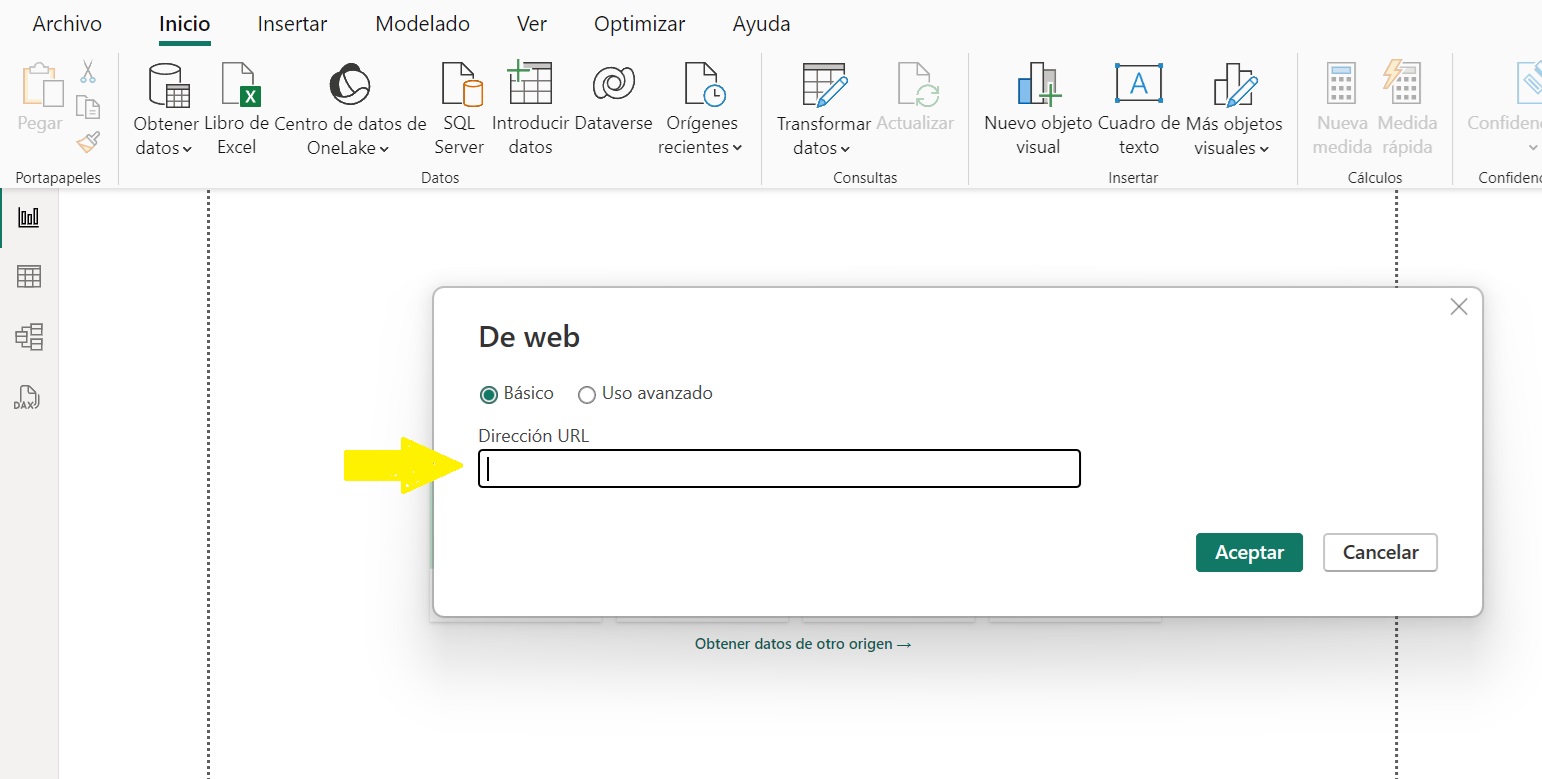 Archivo Inicio Insertar Modelado Ver Optimizar Ayuda
Pegar
Portapapeles
Obtener datos
Libro de Excel
Centro de datos de OneLake
SQL Server
Introducir datos
Dataverse
Orígenes recientes
Datos
Transformar datos
Actualizar
Consultas
Nuevo objeto visual
A
Cuadro de texto
Más objetos visuales
Insertar
Nueva medida
Medida rápida
Cálculos
DAX
De web
Básico Uso avanzado
Dirección URL
Aceptar Cancelar
Obtener datos de otro origen →